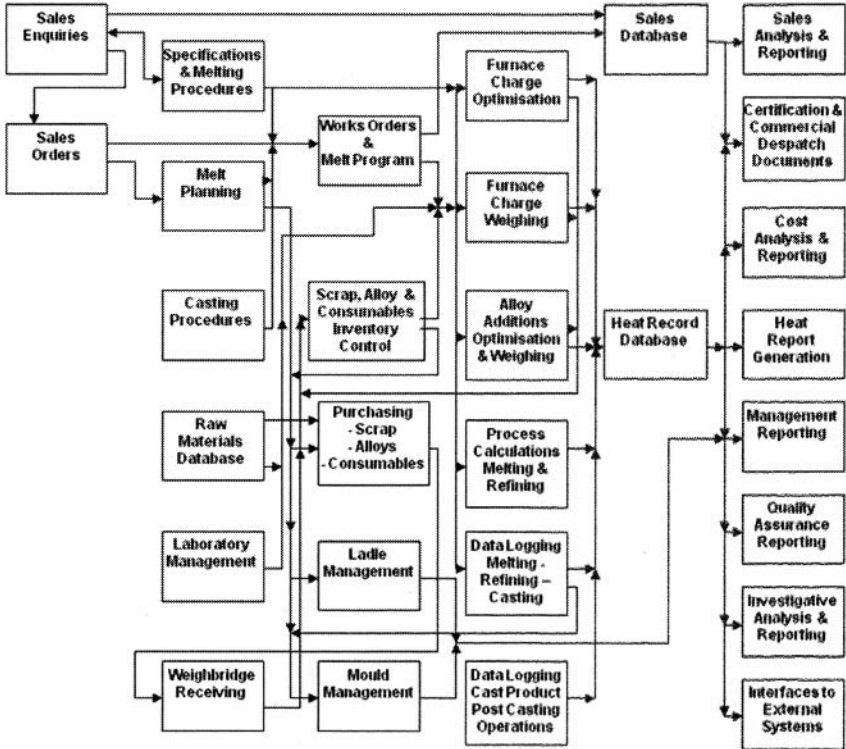 Sales
Enquiries
Sales
Orders
Specifications
& Melting
Procedures
Melt
Planning
Casting
Procedures
Raw
Materials
Database
Laboratory
Management
Weighbridge
Receiving
Works Orders
&
Melt Program
Scrap, Alloy &
Consumables
Inventory
Control
Purchasing
- Scrap
- Alloys
- Consumables
Ladle
Management
Mould
Management
Furnace
Charge
Optimisation
Furnace
Charge
Weighing
Alloy
Additions
Optimisation
& Weighing
Process
Calculations
Melting &
Refining
Data Logging
Melting -
Refining –
Casting
Data Logging
Cast Product
Post Casting
Operations
Sales
Database
Heat Record
Database
Sales
Analysis &
Reporting
Certification &
Commercial
Despatch
Documents
Cost
Analysis &
Reporting
Heat
Report
Generation
Management
Reporting
Quality
Assurance
Reporting
Investigative
Analysis &
Reporting
Interfaces to
External
Systems